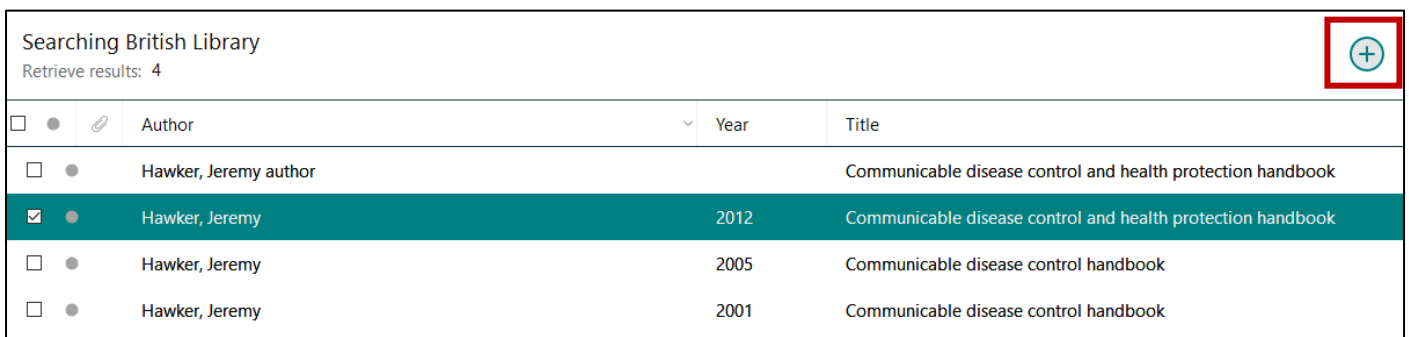 Searching British Library
Retrieve results: 4
Author Year Title
Hawker, Jeremy author Communicable disease control and health protection handbook
Hawker, Jeremy 2012 Communicable disease control and health protection handbook
Hawker, Jeremy 2005 Communicable disease control handbook
Hawker, Jeremy 2001 Communicable disease control handbook